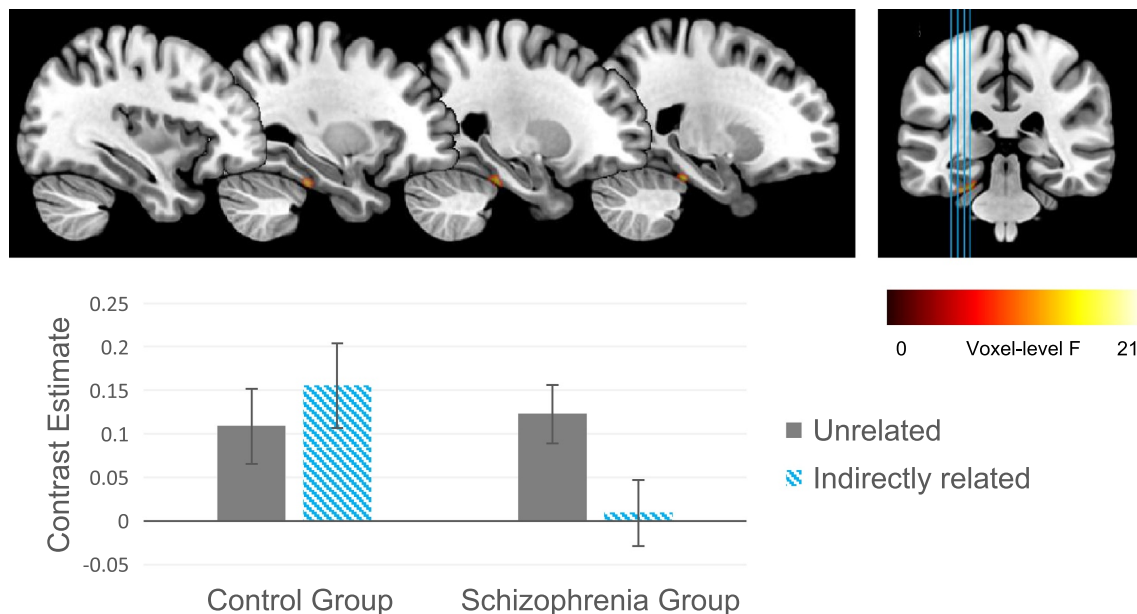 0 Voxel-level F 21
Contrast Estimate
0.25
0.2
0.15
0.1
0.05
0
-0.05
Control Group Schizophrenia Group
Unrelated
Indirectly related